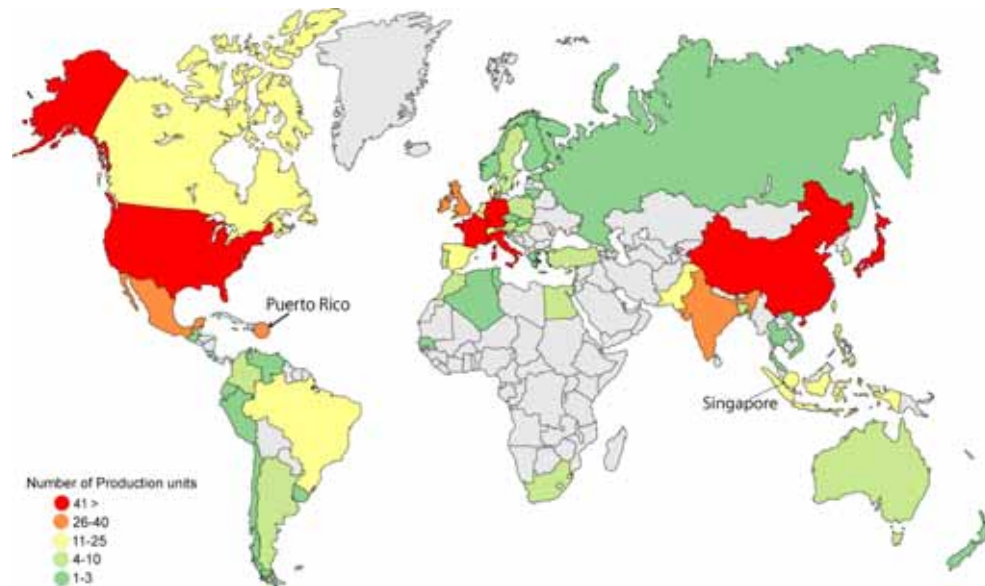 Puerto Rico
Singapore
Number of Production units
41 >
26-40
11-25
4-10
1-3